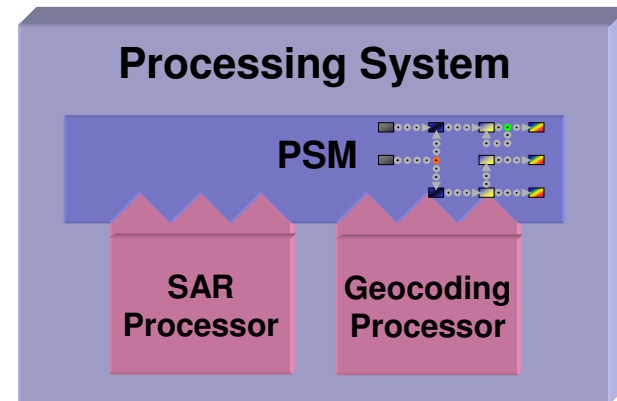 Processing System
PSM
SAR
Processor
Geocoding
Processor